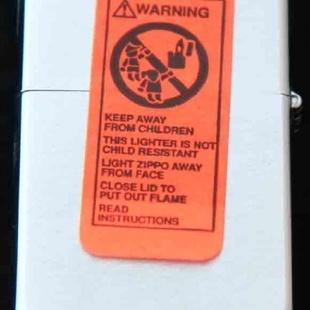 WARNING
KEEP AWAY
FROM CHILDREN
THIS LIGHTER IS NOT
CHILD RESISTANT
LIGHT ZIPPO AWAY
FROM FACE
CLOSE LID TO
PUT OUT FLAME
READ
INSTRUCTIONS